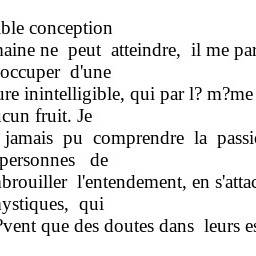 ble conception
aine ne peut atteindre, il me par
occuper d'une
ure inintelligible, qui par l? m?me
cun fruit. Je
jamais pu comprendre la passi
personnes de
brouiller l'entendement, en s'attac
ystiques, qui
?vent que des doutes dans leurs es